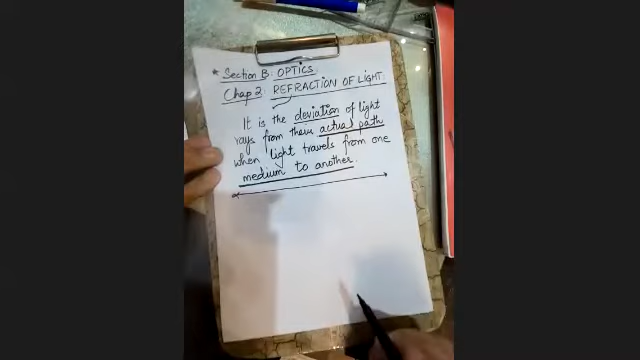 * Section B: OPTICS
Chap 2: REFRACTION OF LIGHT
It is the deviation of light
rays from their actual path
when light travels from one
medium to another.